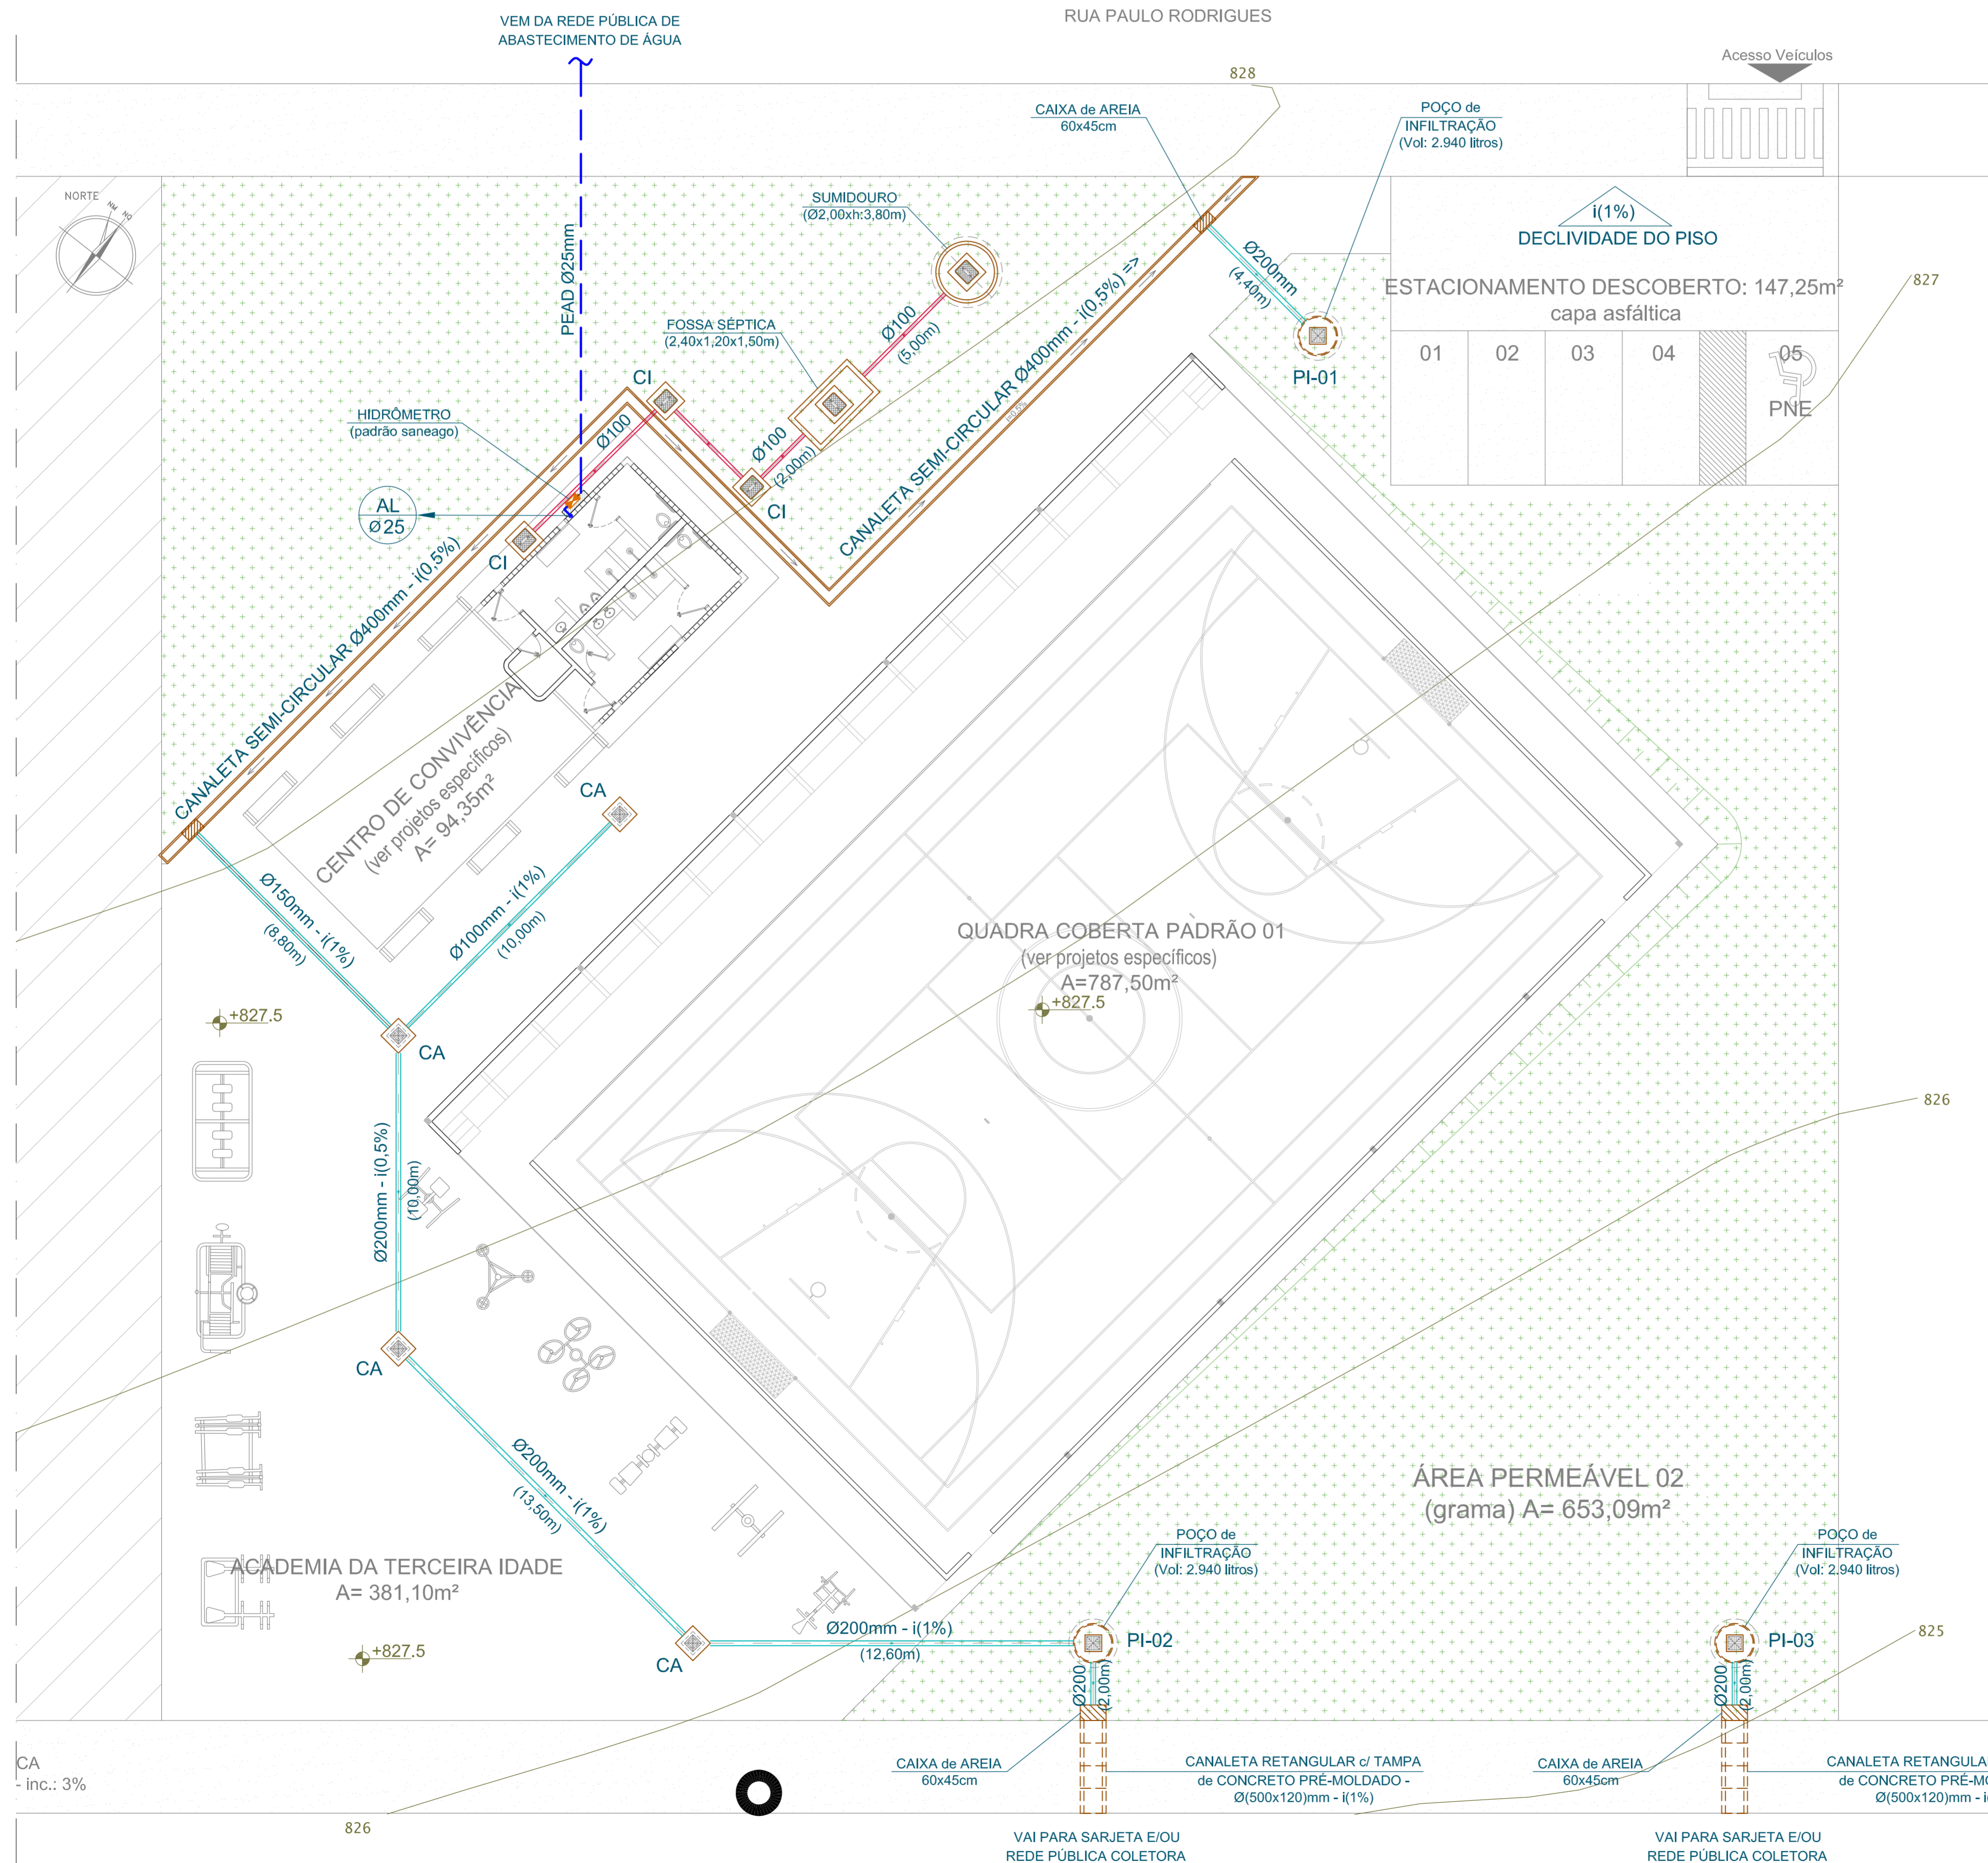 RUA PAULO RODRIGUES
VEM DA REDE PÚBLICA DE
ABASTECIMENTO DE ÁGUA
Acesso Veículos
828
CAIXA de AREIA
60x45cm
POÇO de
INFILTRAÇÃO
(Vol: 2.940 litros)
NORTE
NM
NQ
SUMIDOURO
(Ø2,00xh:3,80m)
i(1%)
DECLIVIDADE DO PISO
PEAD Ø25mm
Ø200mm
(4,40m)
827
ESTACIONAMENTO DESCOBERTO: 147,25m²
capa asfáltica
FOSSA SÉPTICA
(2,40x1,20x1,50m)
Ø100
(5,00m)
01
02
03
04
05
PNE
PI-01
CI
HIDRÔMETRO
(padrão saneago)
Ø100
Ø100
(2,00m)
CANALETA SEMI-CIRCULAR Ø400mm - i(0,5%) =>
i=0,5%
AL
Ø25
CI
CI
CANALETA SEMI-CIRCULAR Ø400mm - i(0,5%)
CENTRO DE CONVIVÊNCIA
(ver projetos específicos)
A= 94,35m²
CA
Ø150mm - i(1%)
(8,80m)
Ø100mm - i(1%)
(10,00m)
QUADRA COBERTA PADRÃO 01
(ver projetos específicos)
A=787,50m²
+827.5
+827.5
CA
826
Ø200mm - i(0,5%)
(10,00m)
CA
Ø200mm - i(1%)
(13,50m)
ÁREA PERMEÁVEL 02
(grama) A= 653,09m²
POÇO de
INFILTRAÇÃO
(Vol: 2.940 litros)
POÇO de
INFILTRAÇÃO
(Vol: 2.940 litros)
ACADEMIA DA TERCEIRA IDADE
A= 381,10m²
+827.5
CA
Ø200mm - i(1%)
(12,60m)
PI-02
PI-03
825
Ø200
(2,00m)
Ø200
(2,00m)
CA
- inc.: 3%
CAIXA de AREIA
60x45cm
CANALETA RETANGULAR c/ TAMPA
de CONCRETO PRÉ-MOLDADO -
Ø(500x120)mm - i(1%)
CAIXA de AREIA
60x45cm
CANALETA RETANGULA
de CONCRETO PRÉ-M
Ø(500x120)mm - i
826
VAI PARA SARJETA E/OU
REDE PÚBLICA COLETORA
VAI PARA SARJETA E/OU
REDE PÚBLICA COLETORA